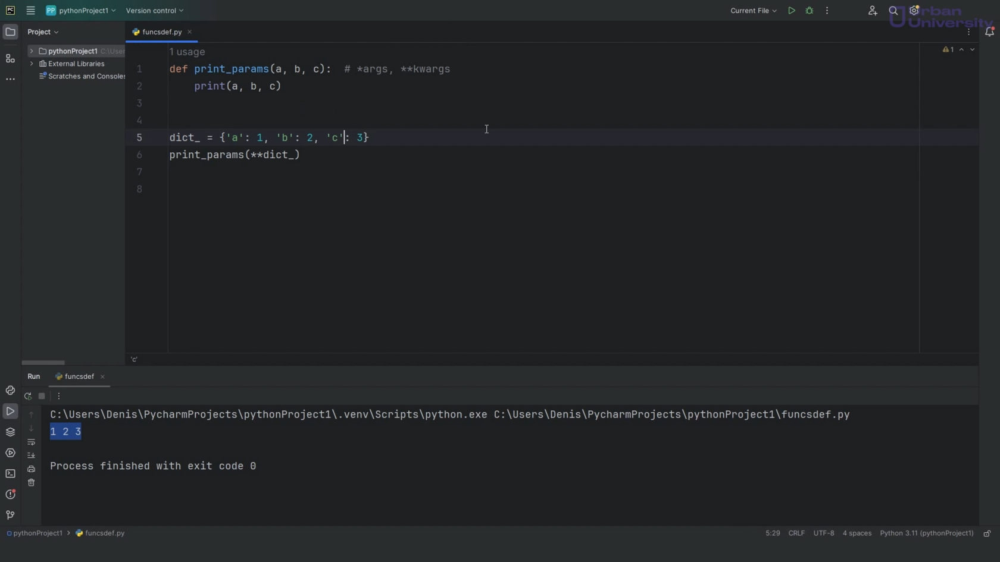 PC
PP pythonProject1
Version control
Current File
Urban University
Project
funcsdef.py
pythonProject1 C:\User
External Libraries
Scratches and Consoles
1 usage
1
1 def print_params(a, b, c):  # *args, **kwargs
2     print(a, b, c)
3
4
5 dict_ = {'a': 1, 'b': 2, 'c': 3}
6 print_params(**dict_)
7
8
'c'
Run
funcsdef
C:\Users\Denis\PycharmProjects\pythonProject1\.venv\Scripts\python.exe C:\Users\Denis\PycharmProjects\pythonProject1\funcsdef.py
1 2 3
Process finished with exit code 0
pythonProject1
funcsdef.py
5:29
CRLF
UTF-8
4 spaces
Python 3.11 (pythonProject1)